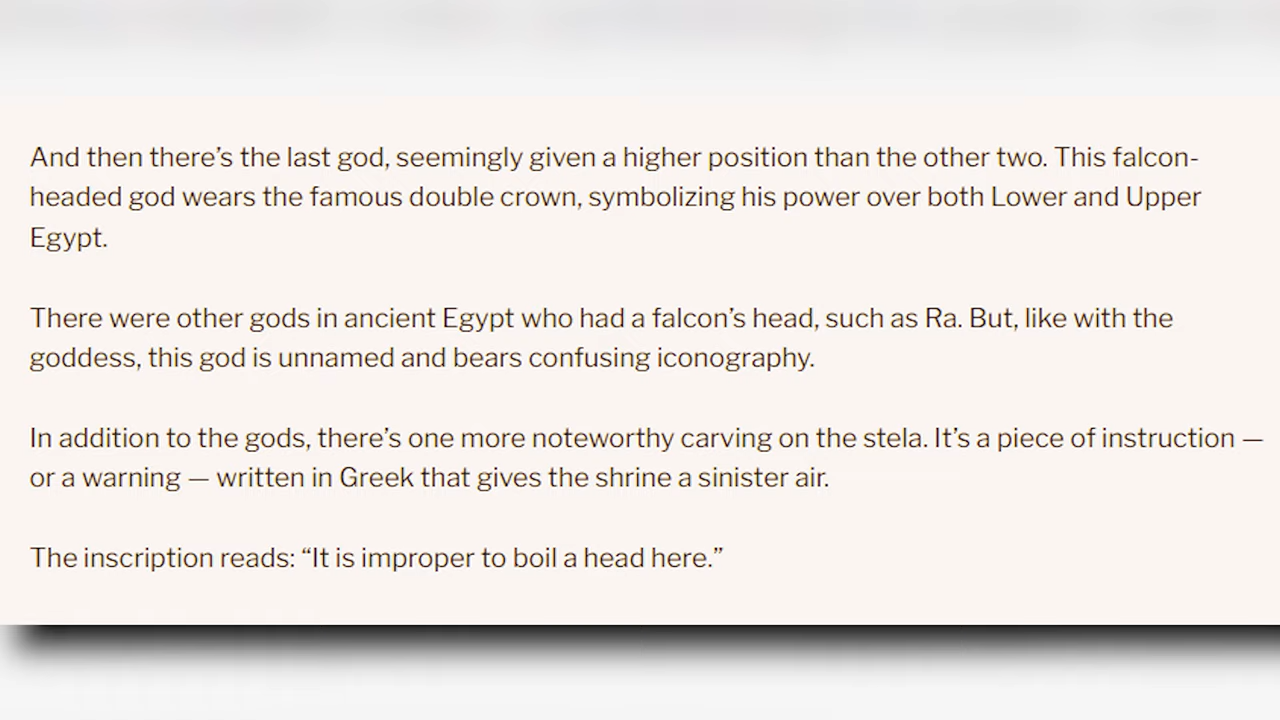 And then there’s the last god, seemingly given a higher position than the other two. This falcon-
headed god wears the famous double crown, symbolizing his power over both Lower and Upper
Egypt.
There were other gods in ancient Egypt who had a falcon’s head, such as Ra. But, like with the
goddess, this god is unnamed and bears confusing iconography.
In addition to the gods, there’s one more noteworthy carving on the stela. It’s a piece of instruction —
or a warning — written in Greek that gives the shrine a sinister air.
The inscription reads: “It is improper to boil a head here.”